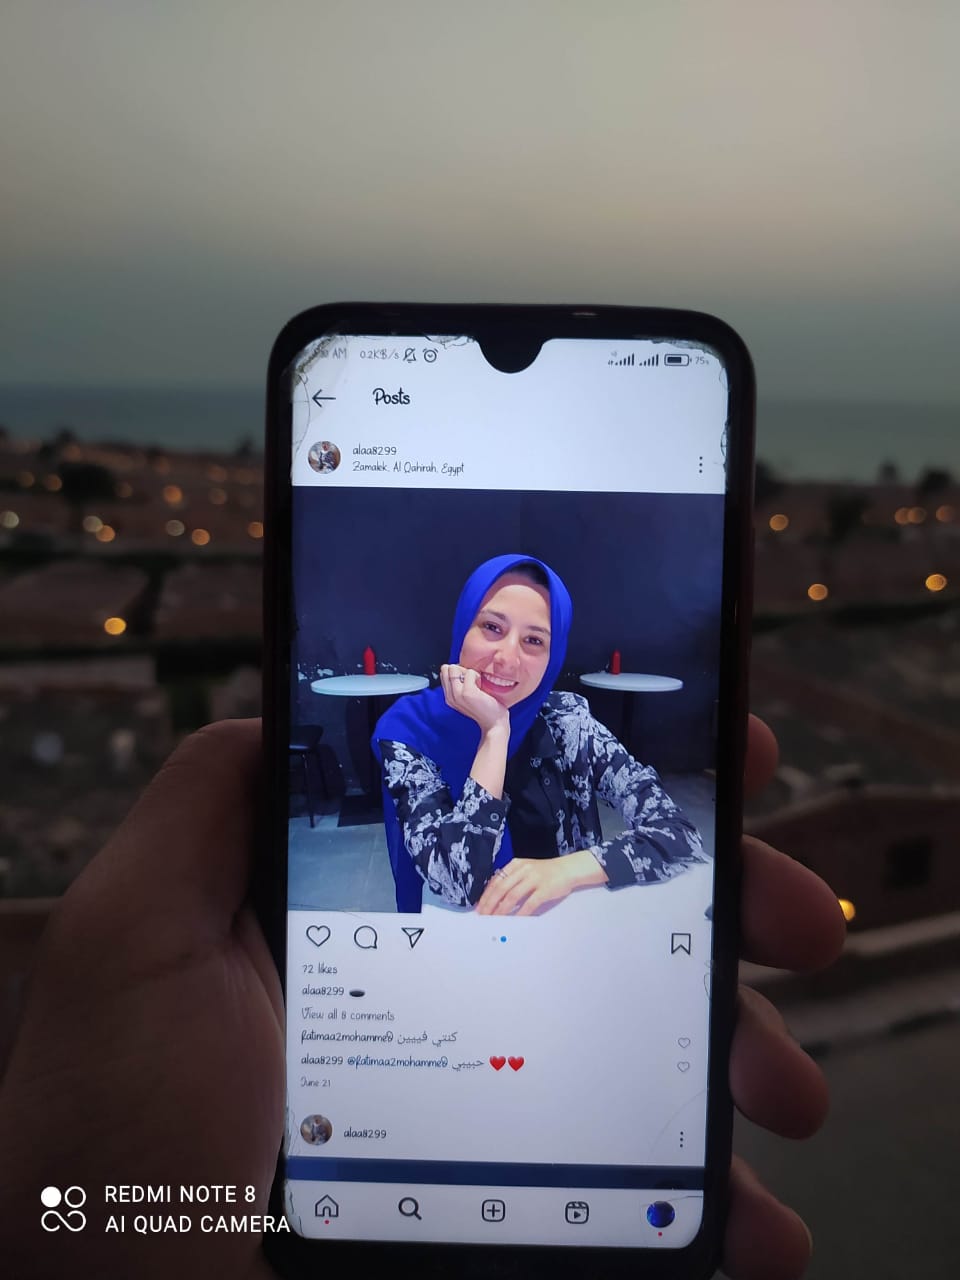 AM 0.2KB/s 75%
Posts
alaa8299
Zamalek, Al Qahirah, Egypt
72 likes
alaa8299
View all 8 comments
fatimaa2mohammed كنتي فييين
alaa8299 @fatimaa2mohammed حبيبي ❤️❤️
June 21
alaa8299
REDMI NOTE 8
AI QUAD CAMERA